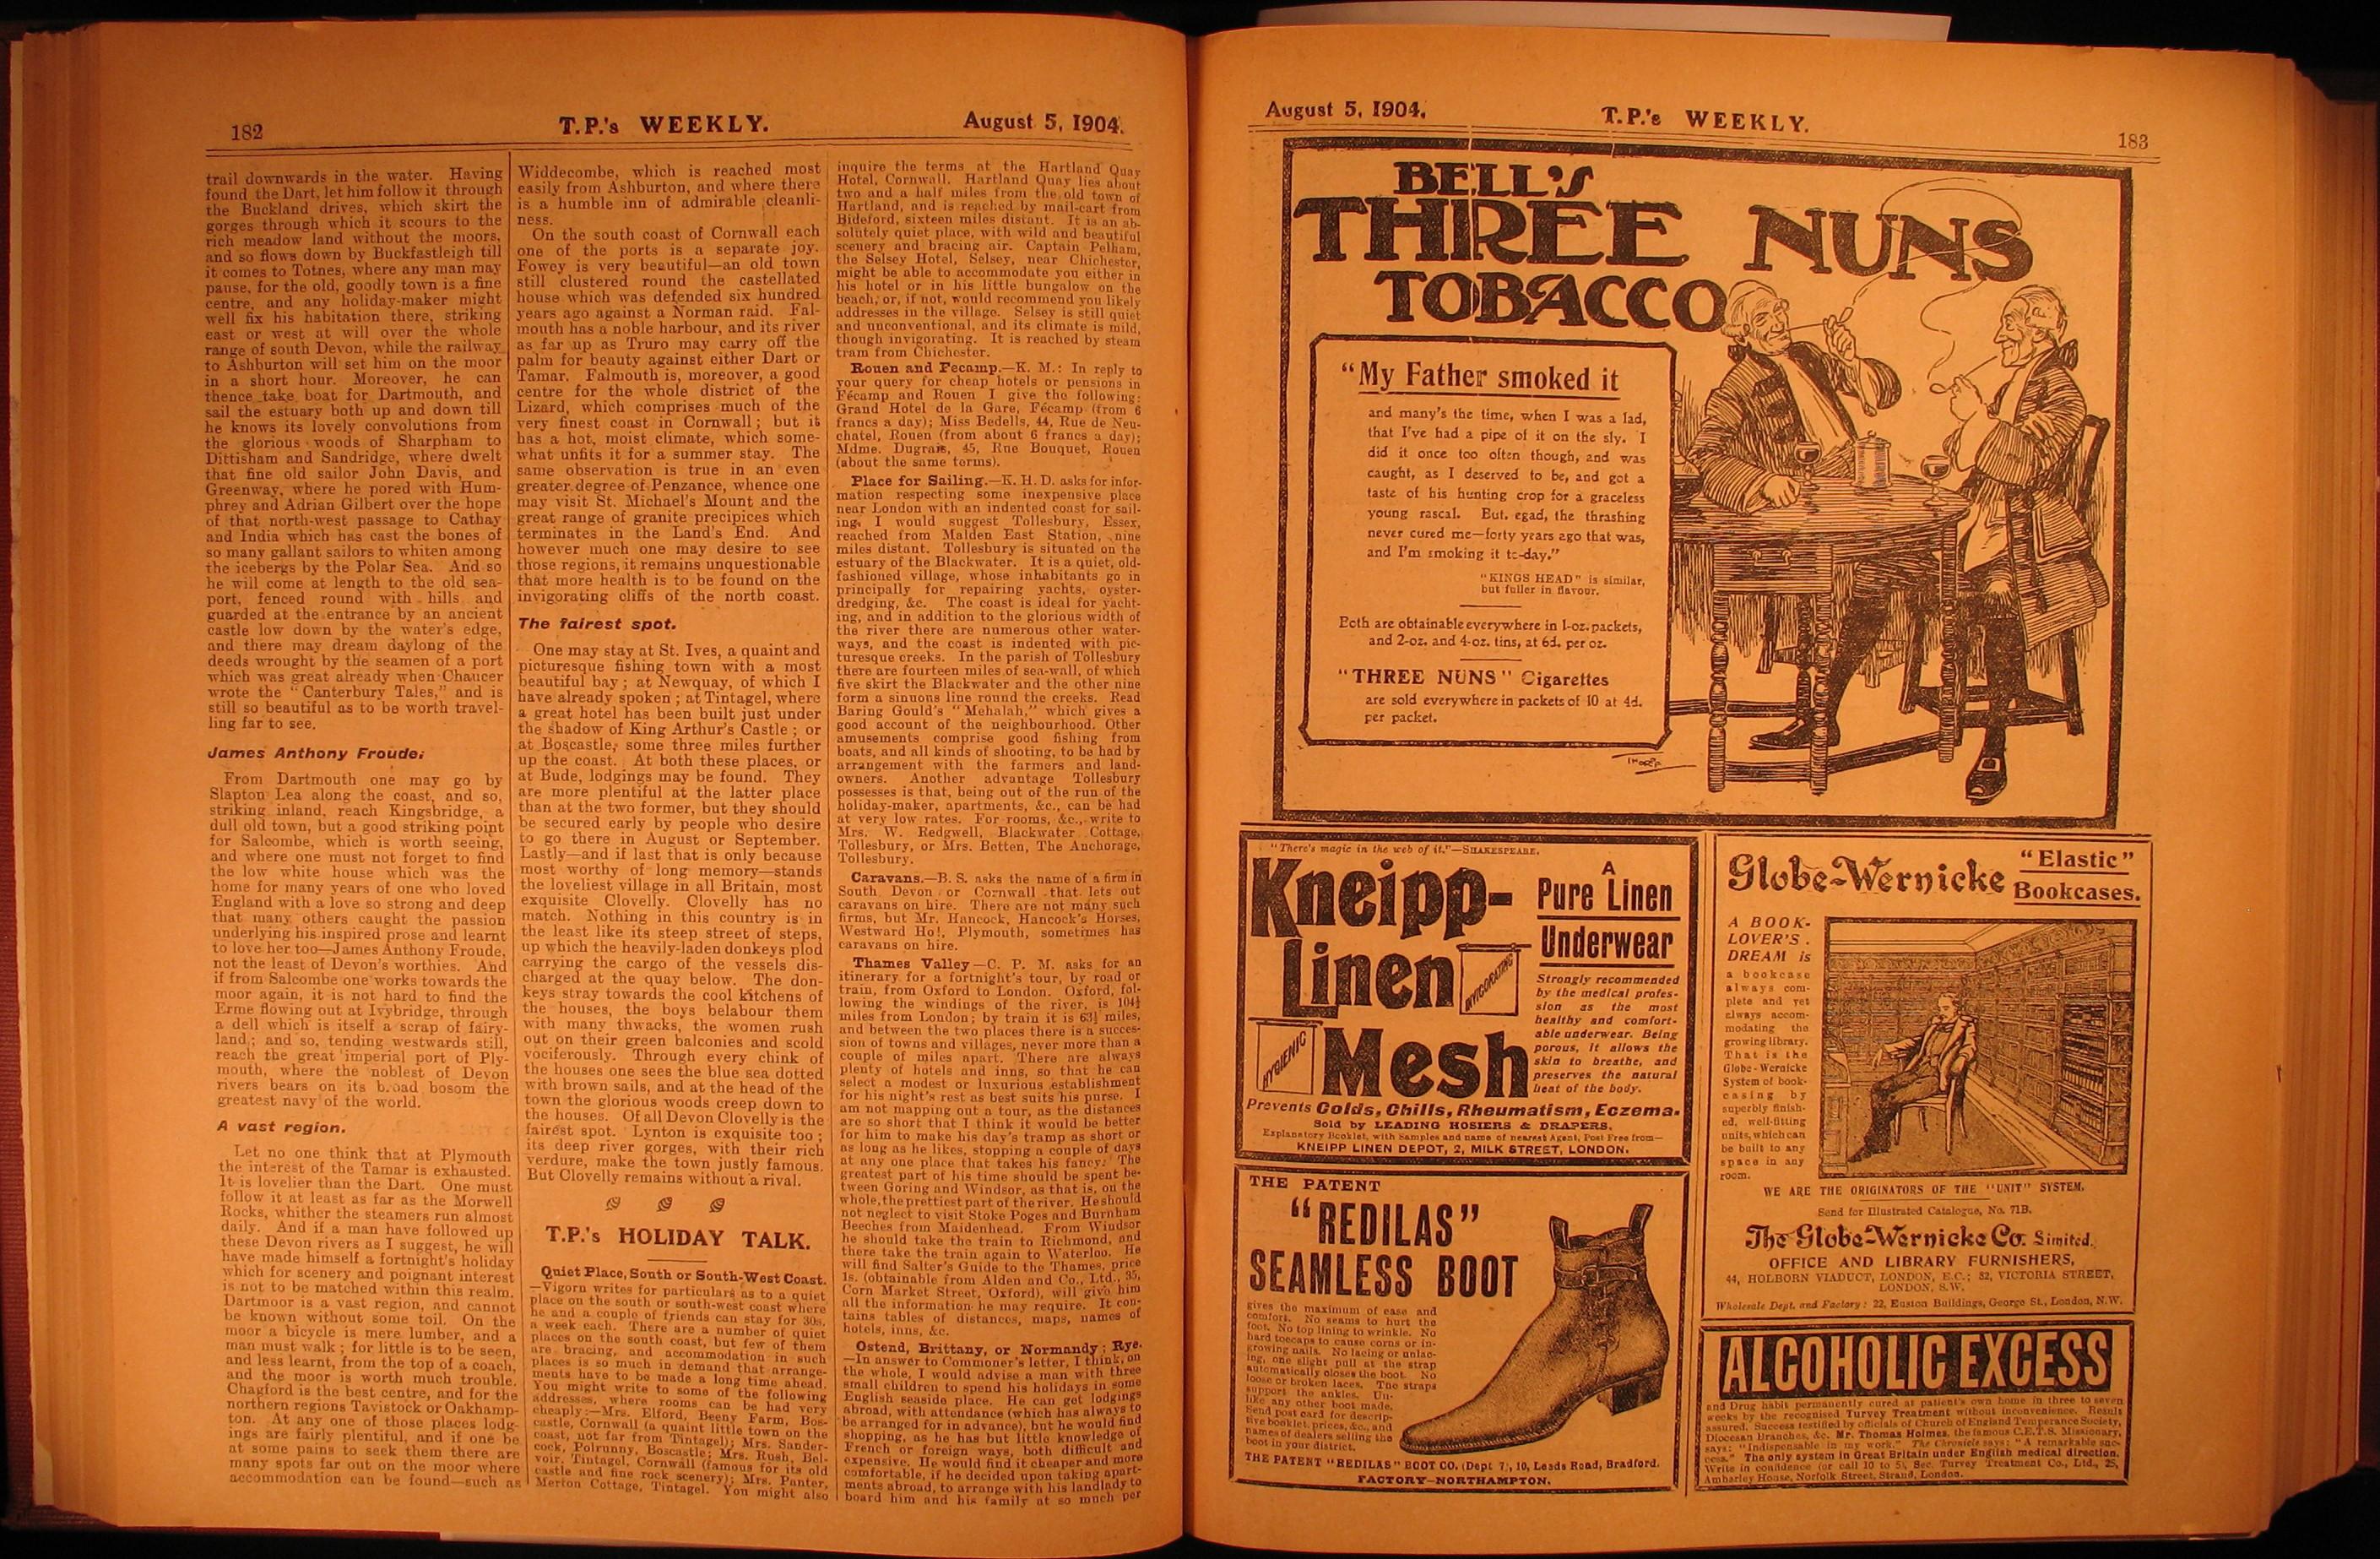 182
T.P.'s WEEKLY.
August 5, 1904.
trail downwards in the water. Having
found the Dart, let him follow it through
the Buckland drives, which skirt the
gorges through which it scours to the
rich meadow land without the moors,
and so flows down by Buckfastleigh till
it comes to Totnes, where any man may
pause, for the old, goodly town is a fine
centre, and any holiday-maker might
well fix his habitation there, striking
east or west at will over the whole
range of south Devon, while the railway
to Ashburton will set him on the moor
in a short hour. Moreover, he can
thence take boat for Dartmouth, and
sail the estuary both up and down till
he knows its lovely convolutions from
the glorious woods of Sharpham to
Dittisham and Sandridge, where dwelt
that fine old sailor John Davis, and
Greenway, where he pored with Hum-
phrey and Adrian Gilbert over the hope
of that north-west passage to Cathay
and India which has cast the bones of
so many gallant sailors to whiten among
the icebergs by the Polar Sea. And so
he will come at length to the old sea-
port, fenced round with hills and
guarded at the entrance by an ancient
castle low down by the water's edge,
and there may dream daylong of the
deeds wrought by the seamen of a port
which was great already when Chaucer
wrote the "Canterbury Tales," and is
still so beautiful as to be worth travel-
ling far to see.
James Anthony Froude.
From Dartmouth one may go by
Slapton Lea along the coast, and so,
striking inland, reach Kingsbridge, a
dull old town, but a good striking point
for Salcombe, which is worth seeing,
and where one must not forget to find
the low white house which was the
home for many years of one who loved
England with a love so strong and deep
that many others caught the passion
underlying his inspired prose and learnt
to love her too—James Anthony Froude,
not the least of Devon's worthies. And
if from Salcombe one works towards the
moor again, it is not hard to find the
Erme flowing out at Ivybridge, through
a dell which is itself a scrap of fairy-
land; and so, tending westwards still,
reach the great imperial port of Ply-
mouth, where the noblest of Devon
rivers bears on its broad bosom the
greatest navy of the world.
A vast region.
Let no one think that at Plymouth
the interest of the Tamar is exhausted.
It is lovelier than the Dart. One must
follow it at least as far as the Morwell
Rocks, whither the steamers run almost
daily. And if a man have followed up
these Devon rivers as I suggest, he will
have made himself a fortnight's holiday
which for scenery and poignant interest
is not to be matched within this realm.
Dartmoor is a vast region, and cannot
be known without some toil. On the
moor a bicycle is mere lumber, and a
man must walk; for little is to be seen,
and less learnt, from the top of a coach,
and the moor is worth much trouble.
Chagford is the best centre, and for the
northern regions Tavistock or Oakhamp-
ton. At any one of those places lodg-
ings are fairly plentiful, and if one be
at some pains to seek them there are
many spots far out on the moor where
accommodation can be found—such as
Widdecombe, which is reached most
easily from Ashburton, and where there
is a humble inn of admirable cleanli-
ness.
On the south coast of Cornwall each
one of the ports is a separate joy.
Fowey is very beautiful—an old town
still clustered round the castellated
house which was defended six hundred
years ago against a Norman raid. Fal-
mouth has a noble harbour, and its river
as far up as Truro may carry off the
palm for beauty against either Dart or
Tamar. Falmouth is, moreover, a good
centre for the whole district of the
Lizard, which comprises much of the
very finest coast in Cornwall; but it
has a hot, moist climate, which some-
what unfits it for a summer stay. The
same observation is true in an even
greater degree of Penzance, whence one
may visit St. Michael's Mount and the
great range of granite precipices which
terminates in the Land's End. And
however much one may desire to see
those regions, it remains unquestionable
that more health is to be found on the
invigorating cliffs of the north coast.
The fairest spot.
One may stay at St. Ives, a quaint and
picturesque fishing town with a most
beautiful bay; at Newquay, of which I
have already spoken; at Tintagel, where
a great hotel has been built just under
the shadow of King Arthur's Castle; or
at Boscastle, some three miles further
up the coast. At both these places, or
at Bude, lodgings may be found. They
are more plentiful at the latter place
than at the two former, but they should
be secured early by people who desire
to go there in August or September.
Lastly—and if last that is only because
most worthy of long memory—stands
the loveliest village in all Britain, most
exquisite Clovelly. Clovelly has no
match. Nothing in this country is in
the least like its steep street of steps,
up which the heavily-laden donkeys plod
carrying the cargo of the vessels dis-
charged at the quay below. The don-
keys stray towards the cool kitchens of
the houses, the boys belabour them
with many thwacks, the women rush
out on their green balconies and scold
vociferously. Through every chink of
the houses one sees the blue sea dotted
with brown sails, and at the head of the
town the glorious woods creep down to
the houses. Of all Devon Clovelly is the
fairest spot. Lynton is exquisite too;
its deep river gorges, with their rich
verdure, make the town justly famous.
But Clovelly remains without a rival.
T.P.'s HOLIDAY TALK.
Quiet Place, South or South-West Coast.
—Vigorn writes for particulars as to a quiet
place on the south or south-west coast where
he and a couple of friends can stay for 30s.
a week each. There are a number of quiet
places on the south coast, but few of them
are bracing, and accommodation in such
places is so much in demand that arrange-
ments have to be made a long time ahead.
You might write to some of the following
addresses, where rooms can be had very
cheaply:—Mrs. Elford, Beeny Farm, Bos-
castle, Cornwall (a quaint little town on the
coast, not far from Tintagel); Mrs. Sander-
cock, Polrunny, Boscastle; Mrs. Rush, Bel-
voir, Tintagel, Cornwall (famous for its old
castle and fine rock scenery); Mrs. Panter,
Merton Cottage, Tintagel. You might also
inquire the terms at the Hartland Quay
Hotel, Cornwall. Hartland Quay lies about
two and a half miles from the old town of
Hartland, and is reached by mail-cart from
Bideford, sixteen miles distant. It is an ab-
solutely quiet place, with wild and beautiful
scenery and bracing air. Captain Pelham,
the Selsey Hotel, Selsey, near Chichester,
might be able to accommodate you either in
his hotel or in his little bungalow on the
beach, or, if not, would recommend you likely
addresses in the village. Selsey is still quiet
and unconventional, and its climate is mild,
though invigorating. It is reached by steam
tram from Chichester.
Rouen and Fecamp.—K. M.: In reply to
your query for cheap hotels or pensions in
Fécamp and Rouen I give the following:
Grand Hotel de la Gare, Fécamp (from 6
francs a day); Miss Bedells, 44, Rue de Neu-
chatel, Rouen (from about 6 francs a day);
Mdme. Dugrais, 45, Rue Bouquet, Rouen
(about the same terms).
Place for Sailing.—K. H. D. asks for infor-
mation respecting some inexpensive place
near London with an indented coast for sail-
ing. I would suggest Tollesbury, Essex,
reached from Malden East Station, nine
miles distant. Tollesbury is situated on the
estuary of the Blackwater. It is a quiet, old-
fashioned village, whose inhabitants go in
principally for repairing yachts, oyster-
dredging, &c. The coast is ideal for yacht-
ing, and in addition to the glorious width of
the river there are numerous other water-
ways, and the coast is indented with pic-
turesque creeks. In the parish of Tollesbury
there are fourteen miles of sea-wall, of which
five skirt the Blackwater and the other nine
form a sinuous line round the creeks. Read
Baring Gould's "Mehalah," which gives a
good account of the neighbourhood. Other
amusements comprise good fishing from
boats, and all kinds of shooting, to be had by
arrangement with the farmers and land-
owners. Another advantage Tollesbury
possesses is that, being out of the run of the
holiday-maker, apartments, &c., can be had
at very low rates. For rooms, &c., write to
Mrs. W. Redgwell, Blackwater Cottage,
Tollesbury, or Mrs. Botten, The Anchorage,
Tollesbury.
Caravans.—B. S. asks the name of a firm in
South Devon or Cornwall that lets out
caravans on hire. There are not many such
firms, but Mr. Hancock, Hancock's Horses,
Westward Ho!, Plymouth, sometimes has
caravans on hire.
Thames Valley—C. P. M. asks for an
itinerary for a fortnight's tour, by road or
train, from Oxford to London. Oxford, fol-
lowing the windings of the river, is 104½
miles from London; by train it is 63½ miles,
and between the two places there is a succes-
sion of towns and villages, never more than a
couple of miles apart. There are always
plenty of hotels and inns, so that he can
select a modest or luxurious establishment
for his night's rest as best suits his purse. I
am not mapping out a tour, as the distances
are so short that I think it would be better
for him to make his day's tramp as short or
as long as he likes, stopping a couple of days
at any one place that takes his fancy. The
greatest part of his time should be spent be-
tween Goring and Windsor, as that is, on the
whole, the prettiest part of the river. He should
not neglect to visit Stoke Poges and Burnham
Beeches from Maidenhead. From Windsor
he should take the train to Richmond, and
there take the train again to Waterloo. He
will find Salter's Guide to the Thames, price
1s. (obtainable from Alden and Co., Ltd., 35,
Corn Market Street, Oxford), will give him
all the information he may require. It con-
tains tables of distances, maps, names of
hotels, inns, &c.
Ostend, Brittany, or Normandy; Rye.
—In answer to Commoner's letter, I think, on
the whole, I would advise a man with three
small children to spend his holidays in some
English seaside place. He can get lodgings
abroad, with attendance (which has always to
be arranged for in advance), but he would find
shopping, as he has but little knowledge of
French or foreign ways, both difficult and
expensive. He would find it cheaper and more
comfortable, if he decided upon taking apart-
ments abroad, to arrange with his landlady to
board him and his family at so much per
August 5, 1904.
T.P.'s WEEKLY.
183
BELL'S
THREE NUNS
TOBACCO
"My Father smoked it
and many's the time, when I was a lad,
that I've had a pipe of it on the sly. I
did it once too often though, and was
caught, as I deserved to be, and got a
taste of his hunting crop for a graceless
young rascal. But, egad, the thrashing
never cured me—forty years ago that was,
and I'm smoking it to-day."
"KINGS HEAD" is similar,
but fuller in flavour.
Both are obtainable everywhere in 1-oz. packets,
and 2-oz. and 4-oz. tins, at 6d. per oz.
"THREE NUNS" Cigarettes
are sold everywhere in packets of 10 at 4d.
per packet.
THORPE
"There's magic in the web of it."—SHAKESPEARE.
Kneipp-
Linen
Mesh
INVIGORATING
HYGIENIC
A
Pure Linen
Underwear
Strongly recommended
by the medical profes-
sion as the most
healthy and comfort-
able underwear. Being
porous, it allows the
skin to breathe, and
preserves the natural
heat of the body.
Prevents Colds, Chills, Rheumatism, Eczema.
Sold by LEADING HOSIERS & DRAPERS.
Explanatory Booklet, with Samples and name of nearest Agent, Post Free from—
KNEIPP LINEN DEPOT, 2, MILK STREET, LONDON.
THE PATENT
"REDILAS"
SEAMLESS BOOT
gives the maximum of ease and
comfort. No seams to hurt the
foot. No top lining to wrinkle. No
hard toecaps to cause corns or in-
growing nails. No lacing or unlac-
ing, one slight pull at the strap
automatically closes the boot. No
loose or broken laces. The straps
support the ankles. Un-
like any other boot made.
Send post card for descrip-
tive booklet, prices, &c., and
names of dealers selling the
boot in your district.
THE PATENT "REDILAS" BOOT CO. (Dept 7), 10, Leeds Road, Bradford.
FACTORY—NORTHAMPTON.
Globe-Wernicke
"Elastic"
Bookcases.
A BOOK-
LOVER'S
DREAM is
a bookcase
always com-
plete and yet
always accom-
modating the
growing library.
That is the
Globe-Wernicke
System of book-
casing by
superbly finish-
ed, well-fitting
units, which can
be built to any
space in any
room.
WE ARE THE ORIGINATORS OF THE "UNIT" SYSTEM.
Send for Illustrated Catalogue, No. 71B.
The Globe-Wernicke Co. Limited.,
OFFICE AND LIBRARY FURNISHERS,
44, HOLBORN VIADUCT, LONDON, E.C.; 82, VICTORIA STREET,
LONDON, S.W.
Wholesale Dept. and Factory: 22, Euston Buildings, George St., London, N.W.
ALCOHOLIC EXCESS
and Drug habit permanently cured at patient's own home in three to seven
weeks by the recognised Turvey Treatment without inconvenience. Results
assured. Success testified by officials of Church of England Temperance Society,
Diocesan Branches, &c. Mr. Thomas Holmes, the famous C.E.T.S. Missionary,
says: "Indispensable in my work." The Chronicle says: "A remarkable suc-
cess." The only system in Great Britain under English medical direction.
Write in confidence (or call 10 to 5), Sec. Turvey Treatment Co., Ltd., 25,
Amberley House, Norfolk Street, Strand, London.